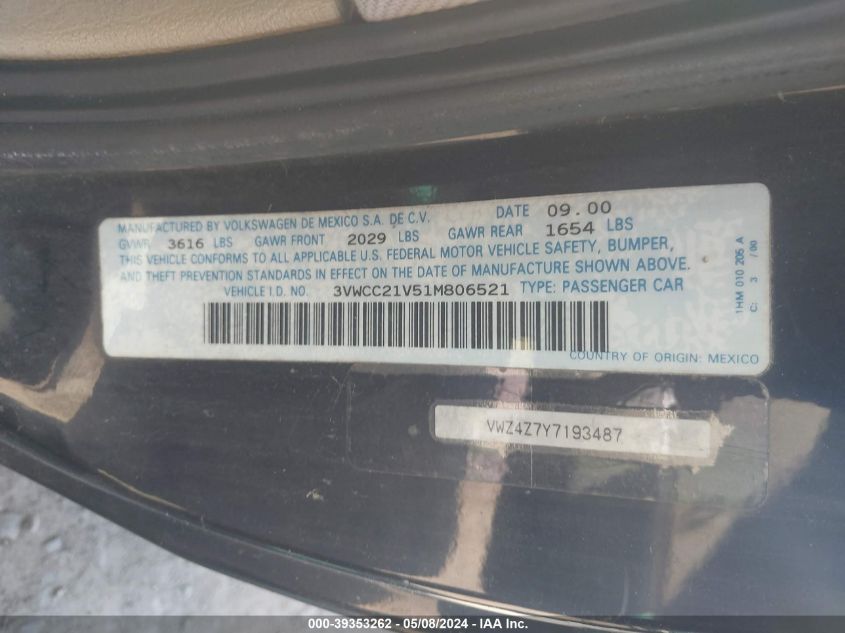 MANUFACTURED BY VOLKSWAGEN DE MEXICO S.A. DE C.V. DATE 09.00
GVWR 3616 LBS GAWR FRONT 2029 LBS GAWR REAR 1654 LBS
THIS VEHICLE CONFORMS TO ALL APPLICABLE U.S. FEDERAL MOTOR VEHICLE SAFETY, BUMPER,
AND THEFT PREVENTION STANDARDS IN EFFECT ON THE DATE OF MANUFACTURE SHOWN ABOVE.
VEHICLE I.D. NO. 3VWCC21V51M806521 TYPE: PASSENGER CAR
COUNTRY OF ORIGIN: MEXICO
1HM 010 205 A
C: 3 / 00
VWZ4Z7Y7193487
000-39353262 - 05/08/2024 - IAA Inc.